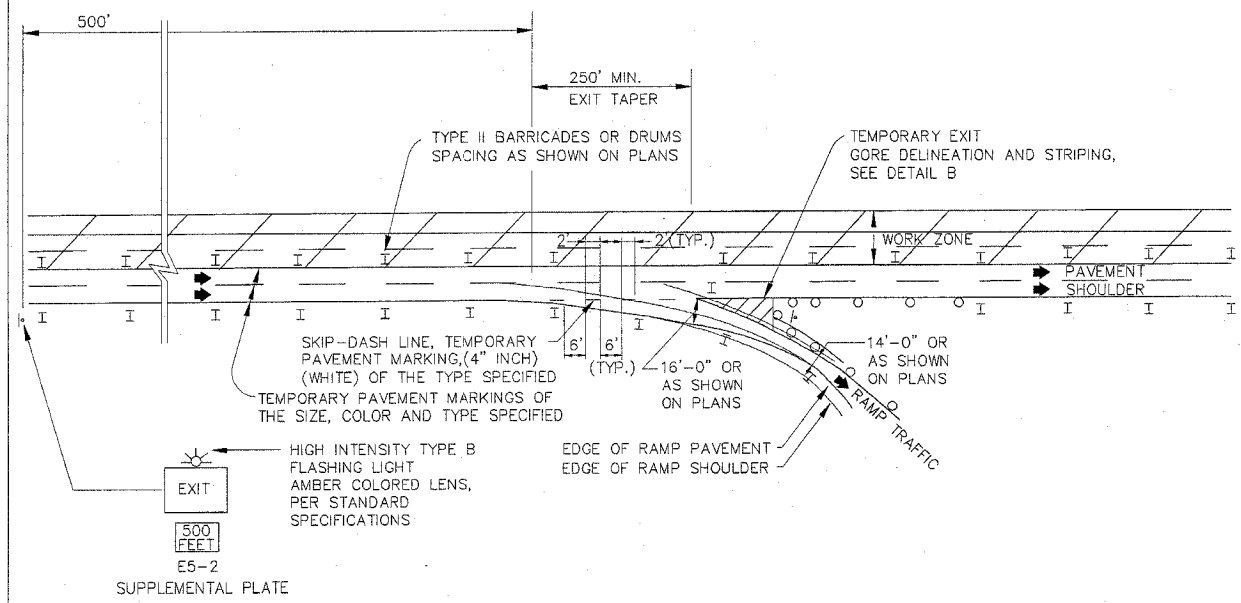 500'
250' MIN.
EXIT TAPER
TYPE II BARRICADES OR DRUMS
SPACING AS SHOWN ON PLANS
TEMPORARY EXIT
GORE DELINEATION AND STRIPING,
SEE DETAIL B
2'
2'(TYP.)
WORK ZONE
PAVEMENT
SHOULDER
SKIP-DASH LINE, TEMPORARY
PAVEMENT MARKING,(4" INCH)
(WHITE) OF THE TYPE SPECIFIED
6'
6'
(TYP.)
16'-0" OR
AS SHOWN
ON PLANS
14'-0" OR
AS SHOWN
ON PLANS
TEMPORARY PAVEMENT MARKINGS OF
THE SIZE, COLOR AND TYPE SPECIFIED
RAMP TRAFFIC
EDGE OF RAMP PAVEMENT
EDGE OF RAMP SHOULDER
HIGH INTENSITY TYPE B
FLASHING LIGHT
AMBER COLORED LENS,
PER STANDARD
SPECIFICATIONS
EXIT
500
FEET
E5-2
SUPPLEMENTAL PLATE